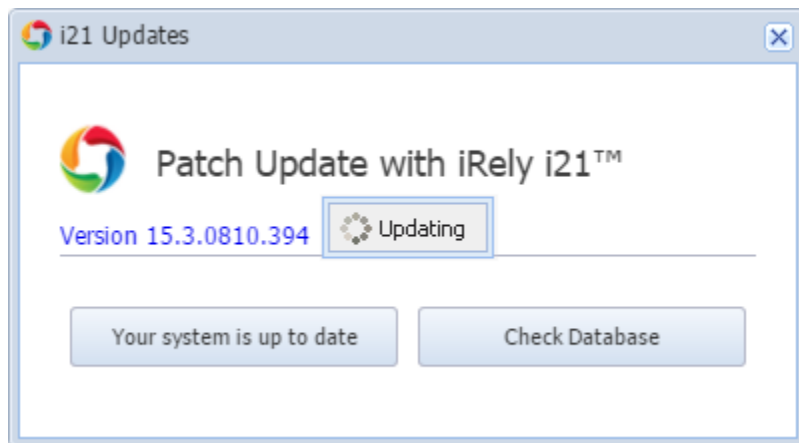 i21 Updates
Patch Update with iRely i21™
Version 15.3.0810.394
Updating
Your system is up to date
Check Database